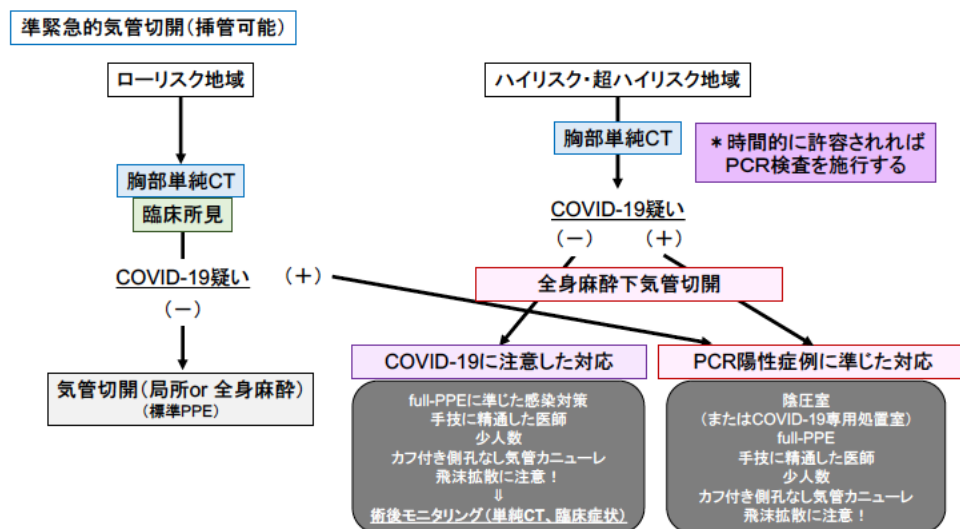 準緊急的気管切開(挿管可能)
ローリスク地域
胸部単純CT
臨床所見
COVID-19疑い
(+)
(−)
気管切開(局所or 全身麻酔)
(標準PPE)
ハイリスク・超ハイリスク地域
胸部単純CT
*時間的に許容されれば
PCR検査を施行する
COVID-19疑い
(−)
(+)
全身麻酔下気管切開
COVID-19に注意した対応
full-PPEに準じた感染対策
手技に精通した医師
少人数
カフ付き側孔なし気管カニューレ
飛沫拡散に注意!
⇓
術後モニタリング(単純CT、臨床症状)
PCR陽性症例に準じた対応
陰圧室
(またはCOVID-19専用処置室)
full-PPE
手技に精通した医師
少人数
カフ付き側孔なし気管カニューレ
飛沫拡散に注意!